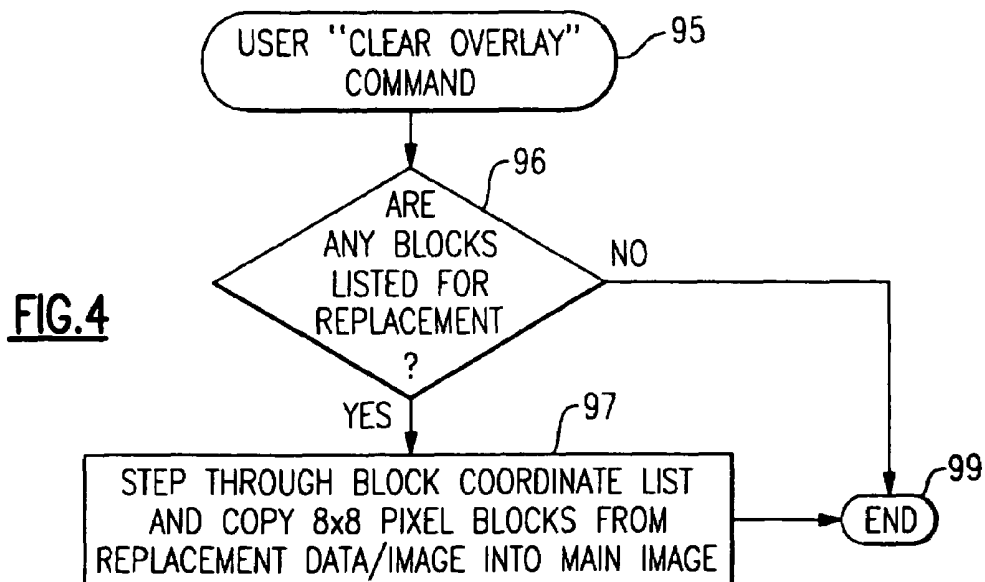 USER "CLEAR OVERLAY"
COMMAND
95
96
ARE
ANY BLOCKS
LISTED FOR
REPLACEMENT
?
NO
FIG.4
YES
97
STEP THROUGH BLOCK COORDINATE LIST
AND COPY 8x8 PIXEL BLOCKS FROM
REPLACEMENT DATA/IMAGE INTO MAIN IMAGE
99
END